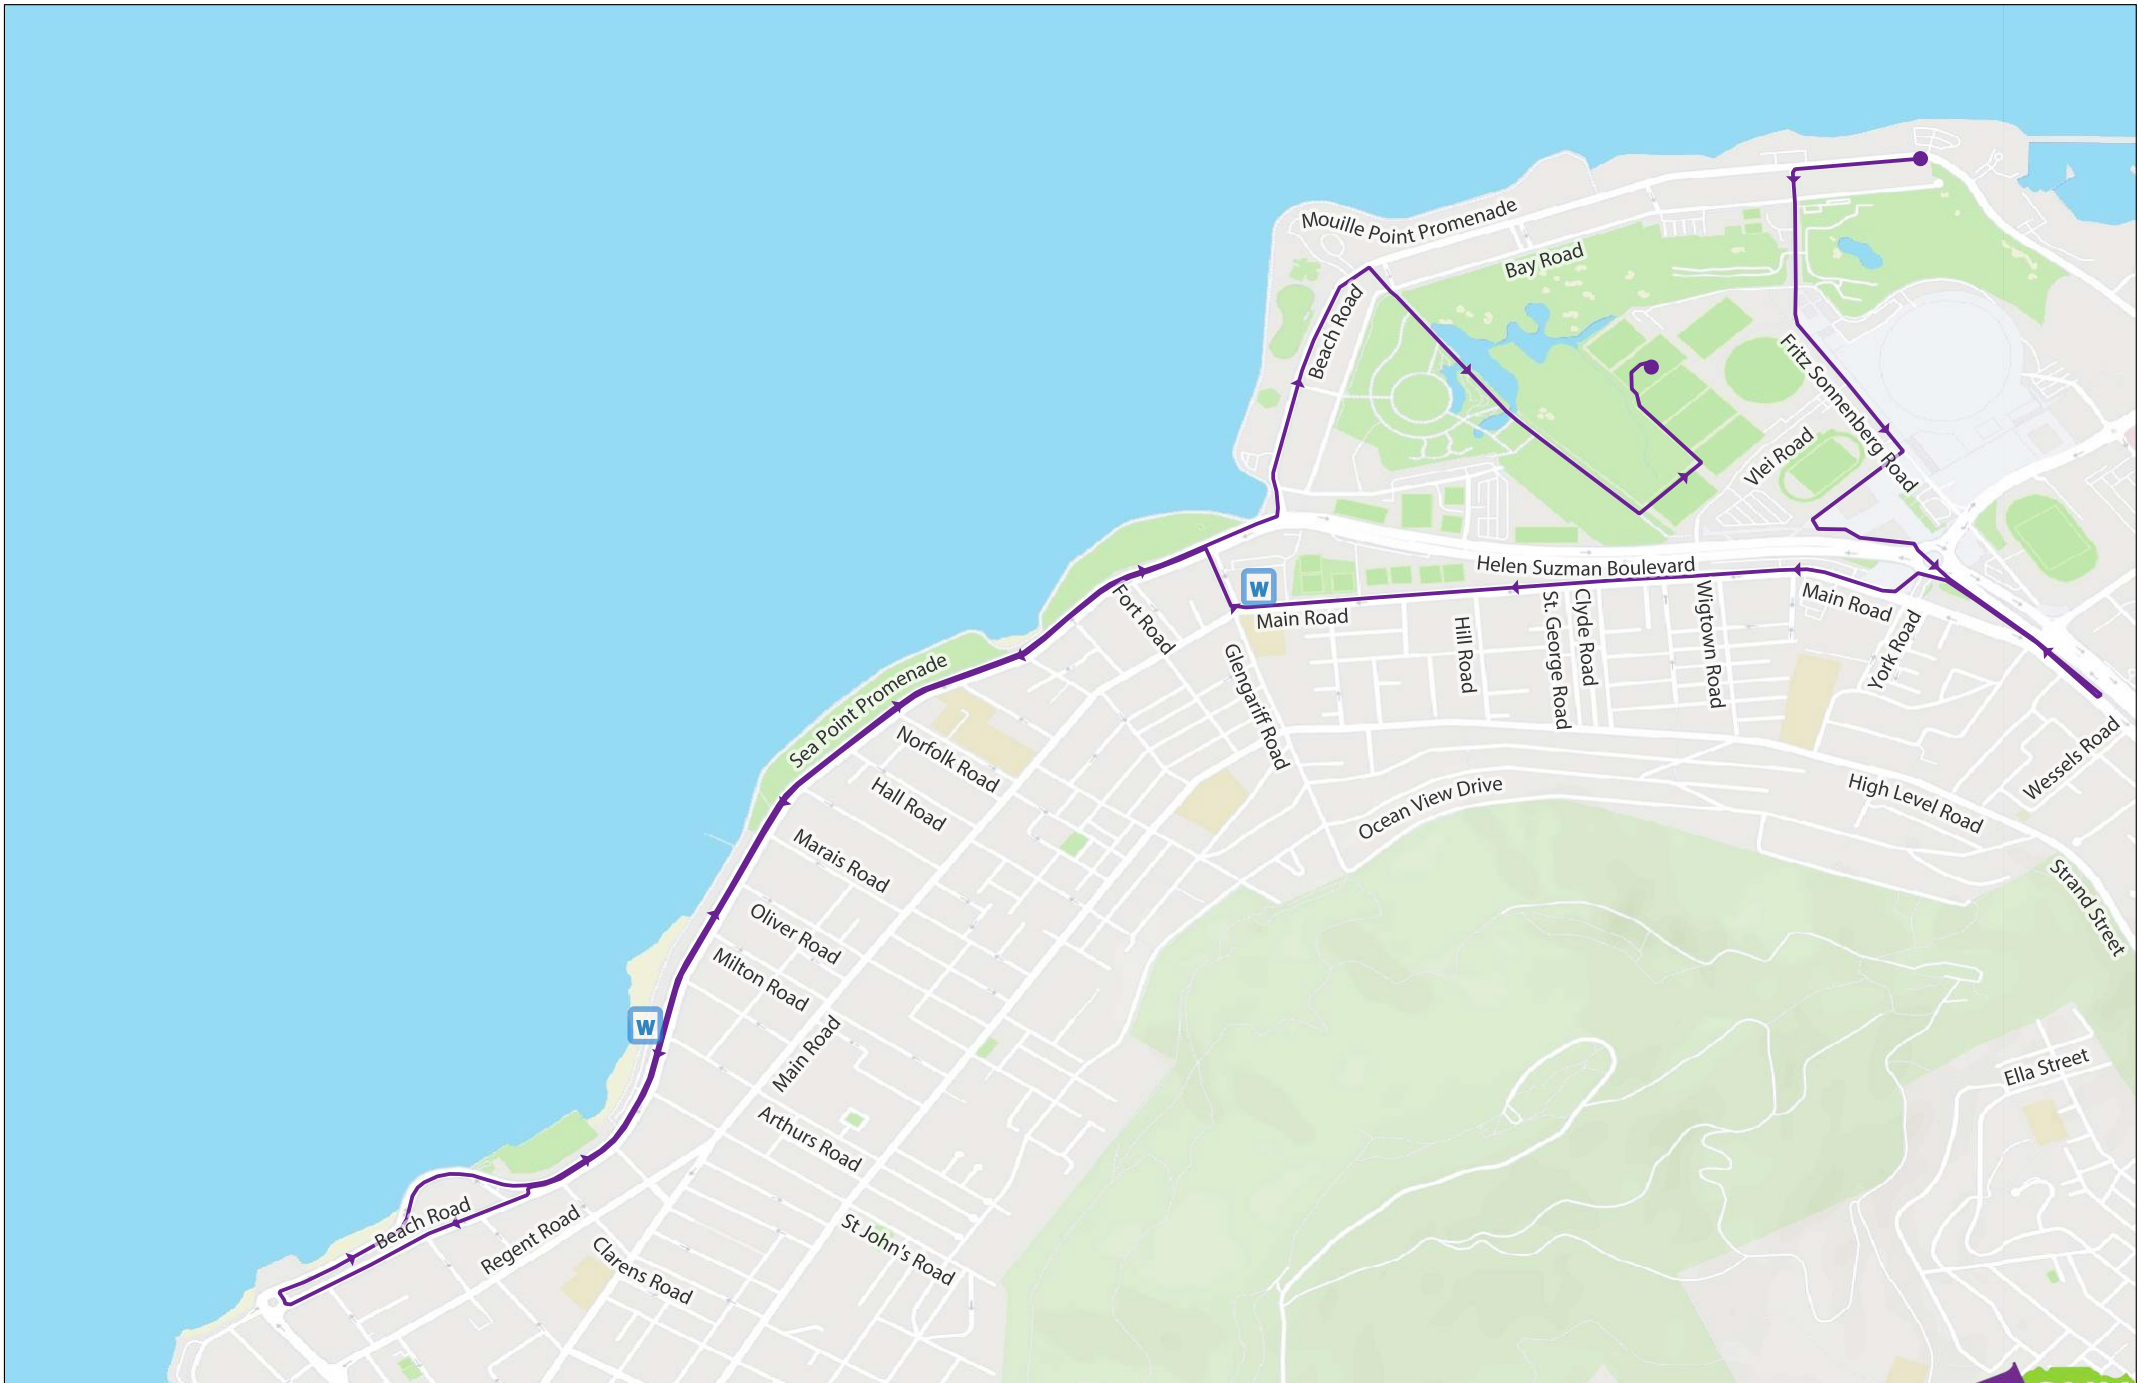 Mouille Point Promenade
Bay Road
Beach Road
Fritz Sonnenberg Road
Vlei Road
Helen Suzman Boulevard
W
Main Road
Main Road
Fort Road
Glengariff Road
Hill Road
St. George Road
Clyde Road
Wigtown Road
York Road
Wessels Road
Sea Point Promenade
Norfolk Road
Hall Road
Ocean View Drive
High Level Road
Marais Road
Strand Street
Oliver Road
Milton Road
W
Main Road
Ella Street
Arthurs Road
Beach Road
Regent Road
St John's Road
Clarens Road